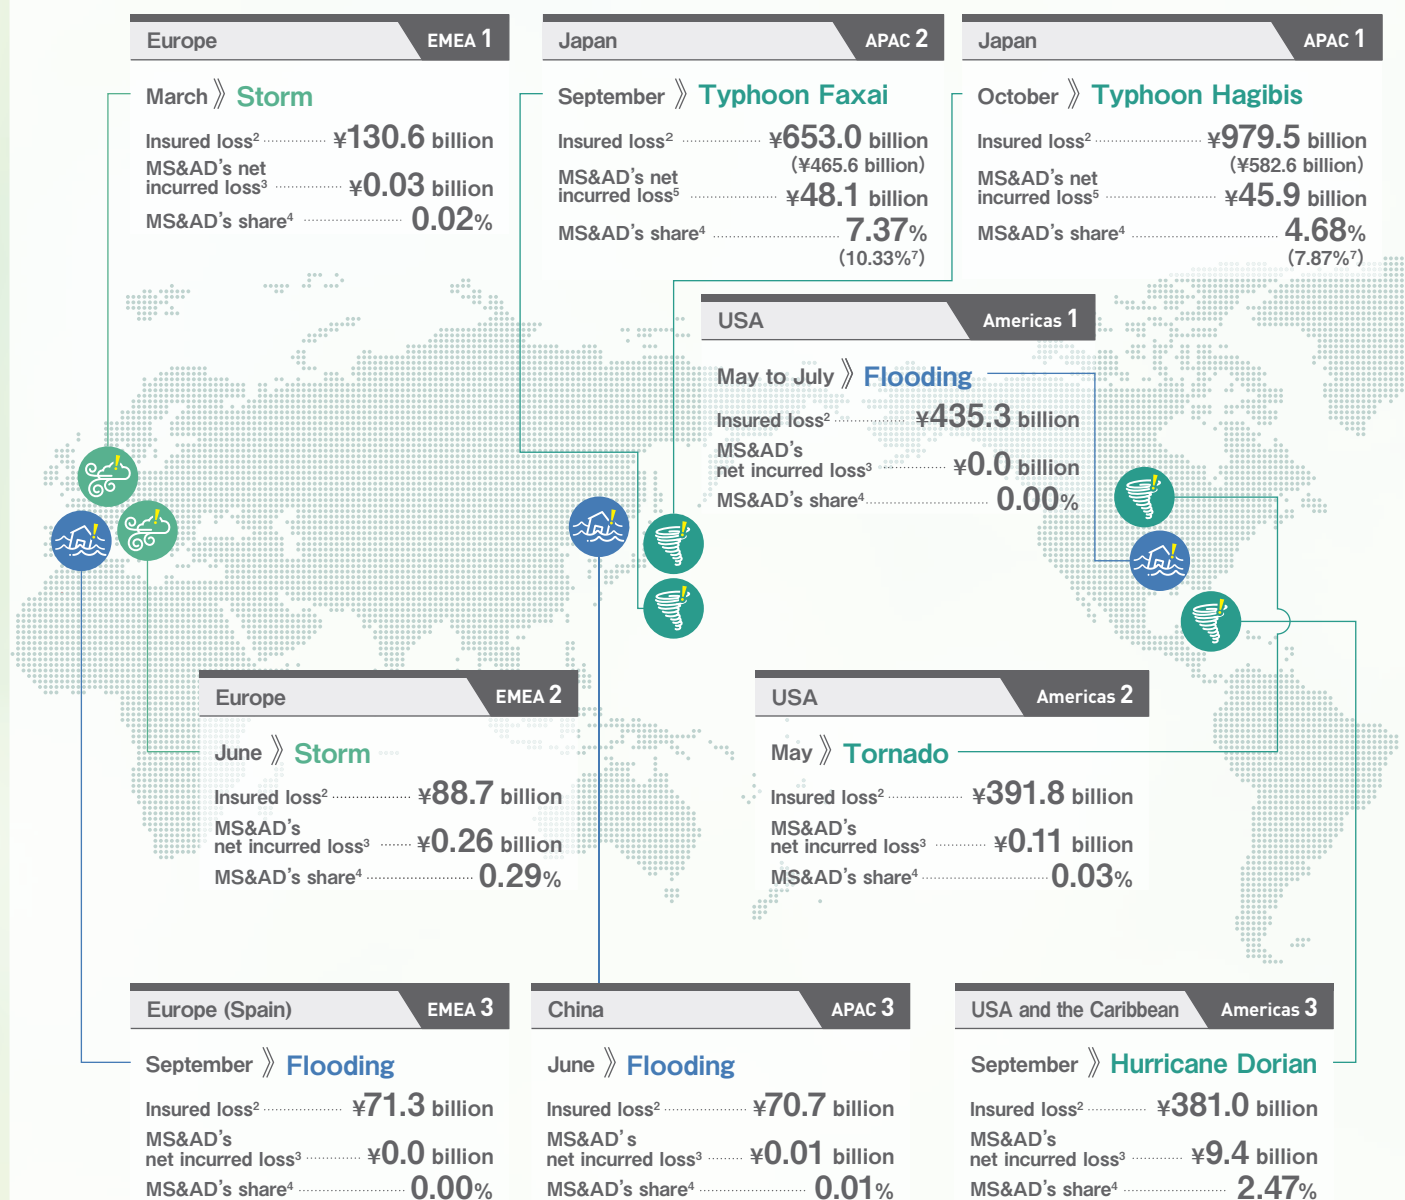 Europe EMEA 1
March 》 Storm
Insured loss² ¥130.6 billion
MS&AD's net
incurred loss³ ¥0.03 billion
MS&AD's share⁴ 0.02%
Japan APAC 2
September 》 Typhoon Faxai
Insured loss² ¥653.0 billion
(¥465.6 billion)
MS&AD's net
incurred loss⁵ ¥48.1 billion
MS&AD's share⁴ 7.37%
(10.33%⁷)
Japan APAC 1
October 》 Typhoon Hagibis
Insured loss² ¥979.5 billion
(¥582.6 billion)
MS&AD's net
incurred loss⁵ ¥45.9 billion
MS&AD's share⁴ 4.68%
(7.87%⁷)
USA Americas 1
May to July 》 Flooding
Insured loss² ¥435.3 billion
MS&AD's
net incurred loss³ ¥0.0 billion
MS&AD's share⁴ 0.00%
Europe EMEA 2
June 》 Storm
Insured loss² ¥88.7 billion
MS&AD's
net incurred loss³ ¥0.26 billion
MS&AD's share⁴ 0.29%
USA Americas 2
May 》 Tornado
Insured loss² ¥391.8 billion
MS&AD's
net incurred loss³ ¥0.11 billion
MS&AD's share⁴ 0.03%
Europe (Spain) EMEA 3
September 》 Flooding
Insured loss² ¥71.3 billion
MS&AD's
net incurred loss³ ¥0.0 billion
MS&AD's share⁴ 0.00%
China APAC 3
June 》 Flooding
Insured loss² ¥70.7 billion
MS&AD's
net incurred loss³ ¥0.01 billion
MS&AD's share⁴ 0.01%
USA and the Caribbean Americas 3
September 》 Hurricane Dorian
Insured loss² ¥381.0 billion
MS&AD's
net incurred loss³ ¥9.4 billion
MS&AD's share⁴ 2.47%